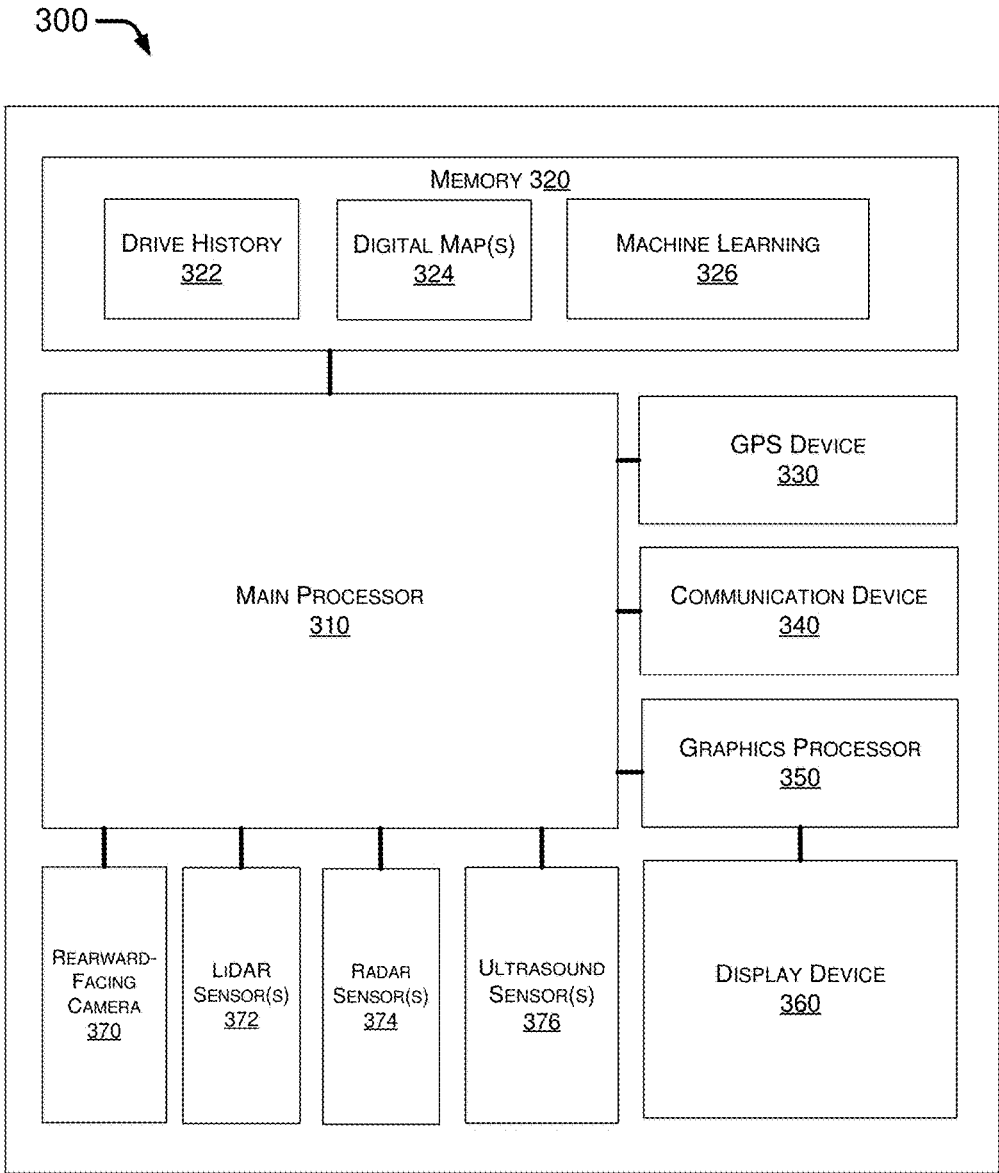 300
MEMORY 320
DRIVE HISTORY
322
DIGITAL MAP(S)
324
MACHINE LEARNING
326
MAIN PROCESSOR
310
GPS DEVICE
330
COMMUNICATION DEVICE
340
GRAPHICS PROCESSOR
350
REARWARD-
FACING
CAMERA
370
LIDAR
SENSOR(S)
372
RADAR
SENSOR(S)
374
ULTRASOUND
SENSOR(S)
376
DISPLAY DEVICE
360